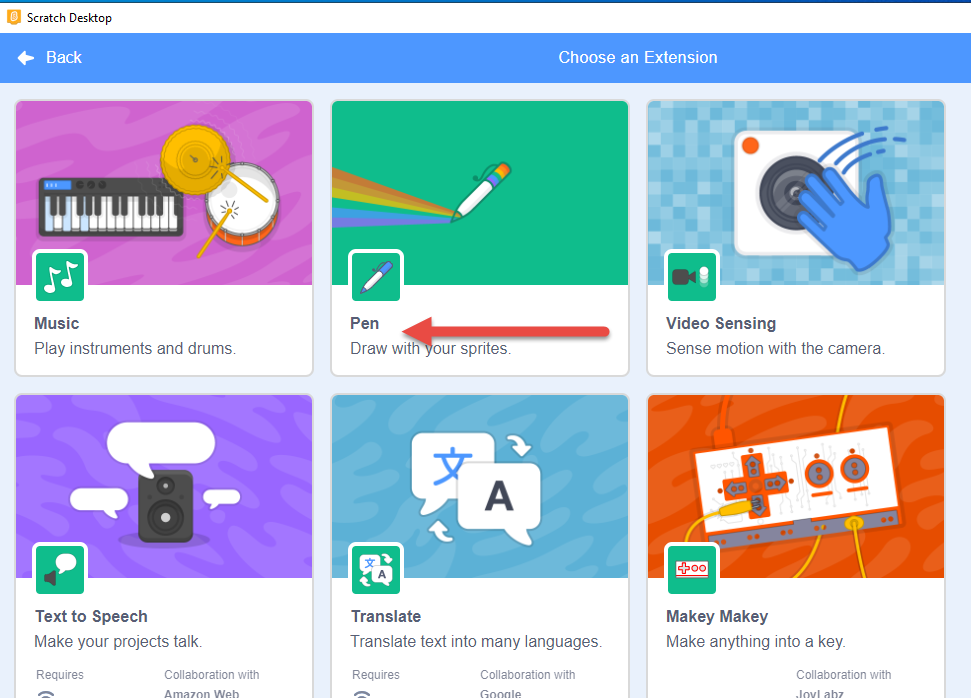 Scratch Desktop
Back
Choose an Extension
Music
Play instruments and drums.
Pen
Draw with your sprites.
Video Sensing
Sense motion with the camera.
文
A
文
A
Text to Speech
Make your projects talk.
Requires
Collaboration with
Amazon Web
Translate
Translate text into many languages.
Requires
Collaboration with
Google
Makey Makey
Make anything into a key.
Collaboration with
JoyLabz